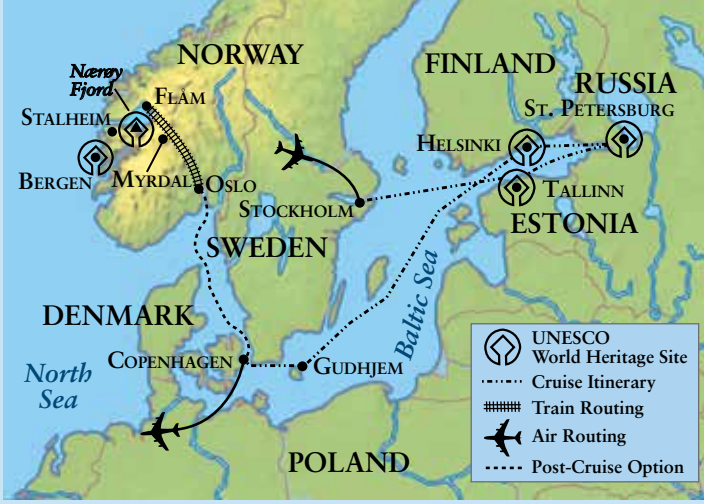 NORWAY
FINLAND
RUSSIA
Nærøy
Fjord
FLÅM
ST. PETERSBURG
STALHEIM
HELSINKI
BERGEN
MYRDAL
OSLO
TALLINN
STOCKHOLM
ESTONIA
SWEDEN
Baltic Sea
DENMARK
COPENHAGEN
GUDHJEM
North
Sea
POLAND
UNESCO
World Heritage Site
Cruise Itinerary
Train Routing
Air Routing
Post-Cruise Option